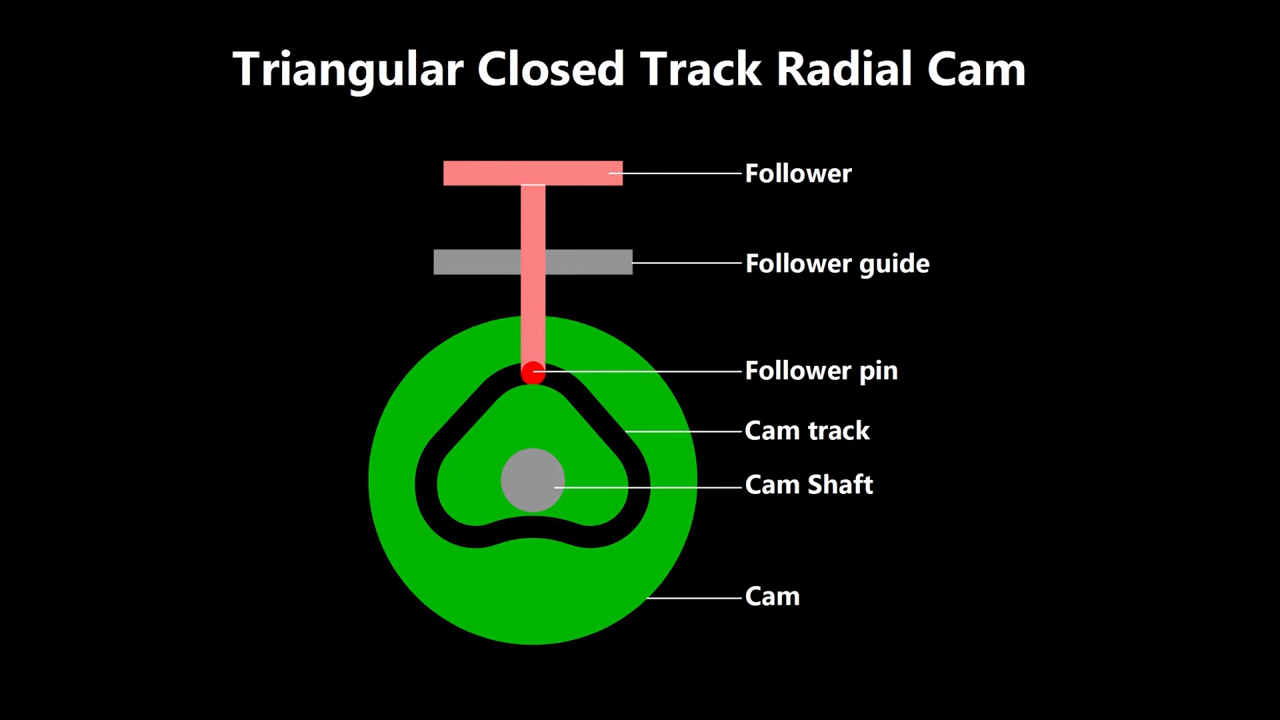 Triangular Closed Track Radial Cam
Follower
Follower guide
Follower pin
Cam track
Cam Shaft
Cam